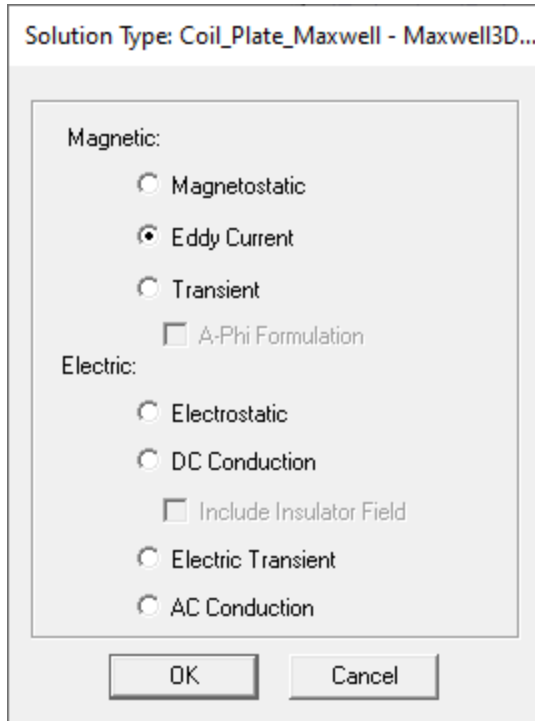 Solution Type: Coil_Plate_Maxwell - Maxwell3D...
Magnetic:
Magnetostatic
Eddy Current
Transient
A-Phi Formulation
Electric:
Electrostatic
DC Conduction
Include Insulator Field
Electric Transient
AC Conduction
OK Cancel